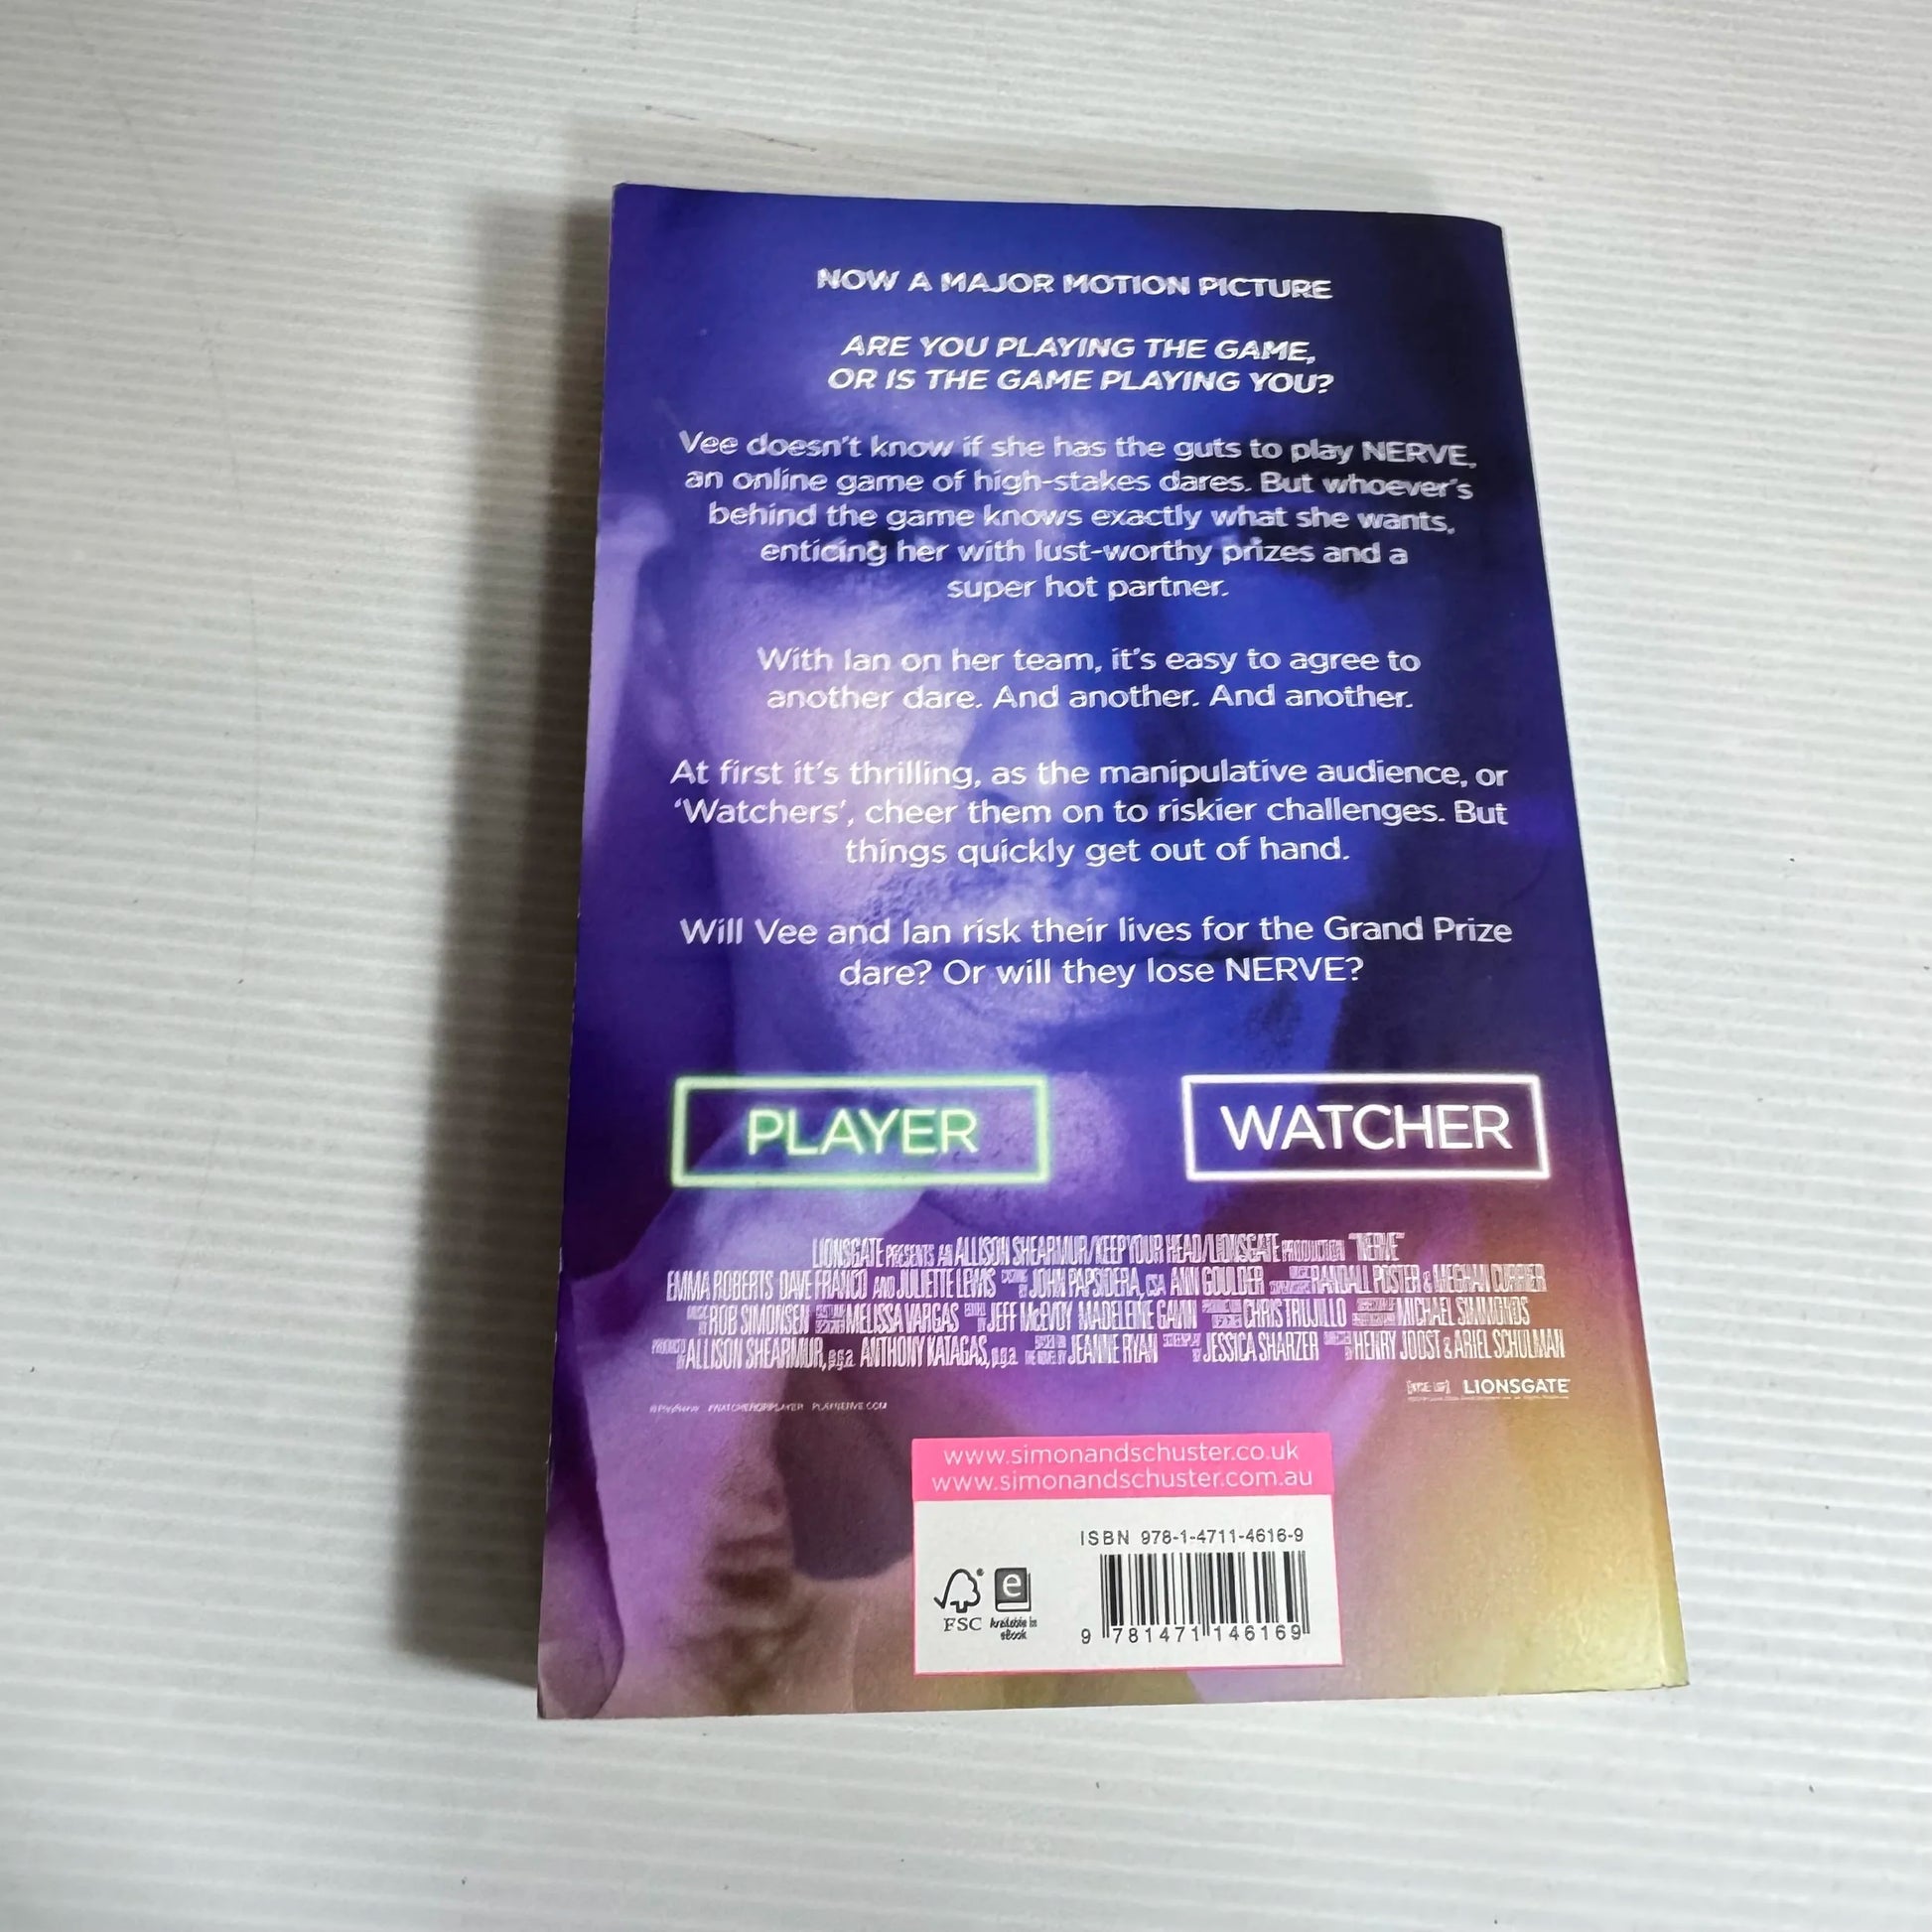 NOW A MAJOR MOTION PICTURE
ARE YOU PLAYING THE GAME,
OR IS THE GAME PLAYING YOU?
Vee doesn't know if she has the guts to play NERVE,
an online game of high-stakes dares. But whoever's
behind the game knows exactly what she wants,
enticing her with lust-worthy prizes and a
super hot partner.
With Ian on her team, it's easy to agree to
another dare. And another. And another.
At first it's thrilling, as the manipulative audience, or
'Watchers', cheer them on to riskier challenges. But
things quickly get out of hand.
Will Vee and Ian risk their lives for the Grand Prize
dare? Or will they lose NERVE?
PLAYER
WATCHER
LIONSGATE PRESENTS AN ALLISON SHEARMUR/KEEP YOUR HEAD/LIONSGATE PRODUCTION "NERVE"
EMMA ROBERTS DAVE FRANCO AND JULIETTE LEWIS JOHN PAPSIDERA, CSA ANN GOULDER RANDALL POSTER & MEGHAN CURRIER
ROB SIMONSEN MELISSA VARGAS JEFF McEVOY MADELEINE GAVIN CHRIS TRUJILLO MICHAEL SIMMONDS
ALLISON SHEARMUR, p.g.a ANTHONY KATAGAS, p.g.a JEANNE RYAN JESSICA SHARZER HENRY JOOST & ARIEL SCHULMAN
LIONSGATE
#WATCHERORPLAYER PLAYNERVE.COM
www.simonandschuster.co.uk
www.simonandschuster.com.au
ISBN 978-1-4711-4616-9
FSC
e
Available in
eBook
9 781471 146169